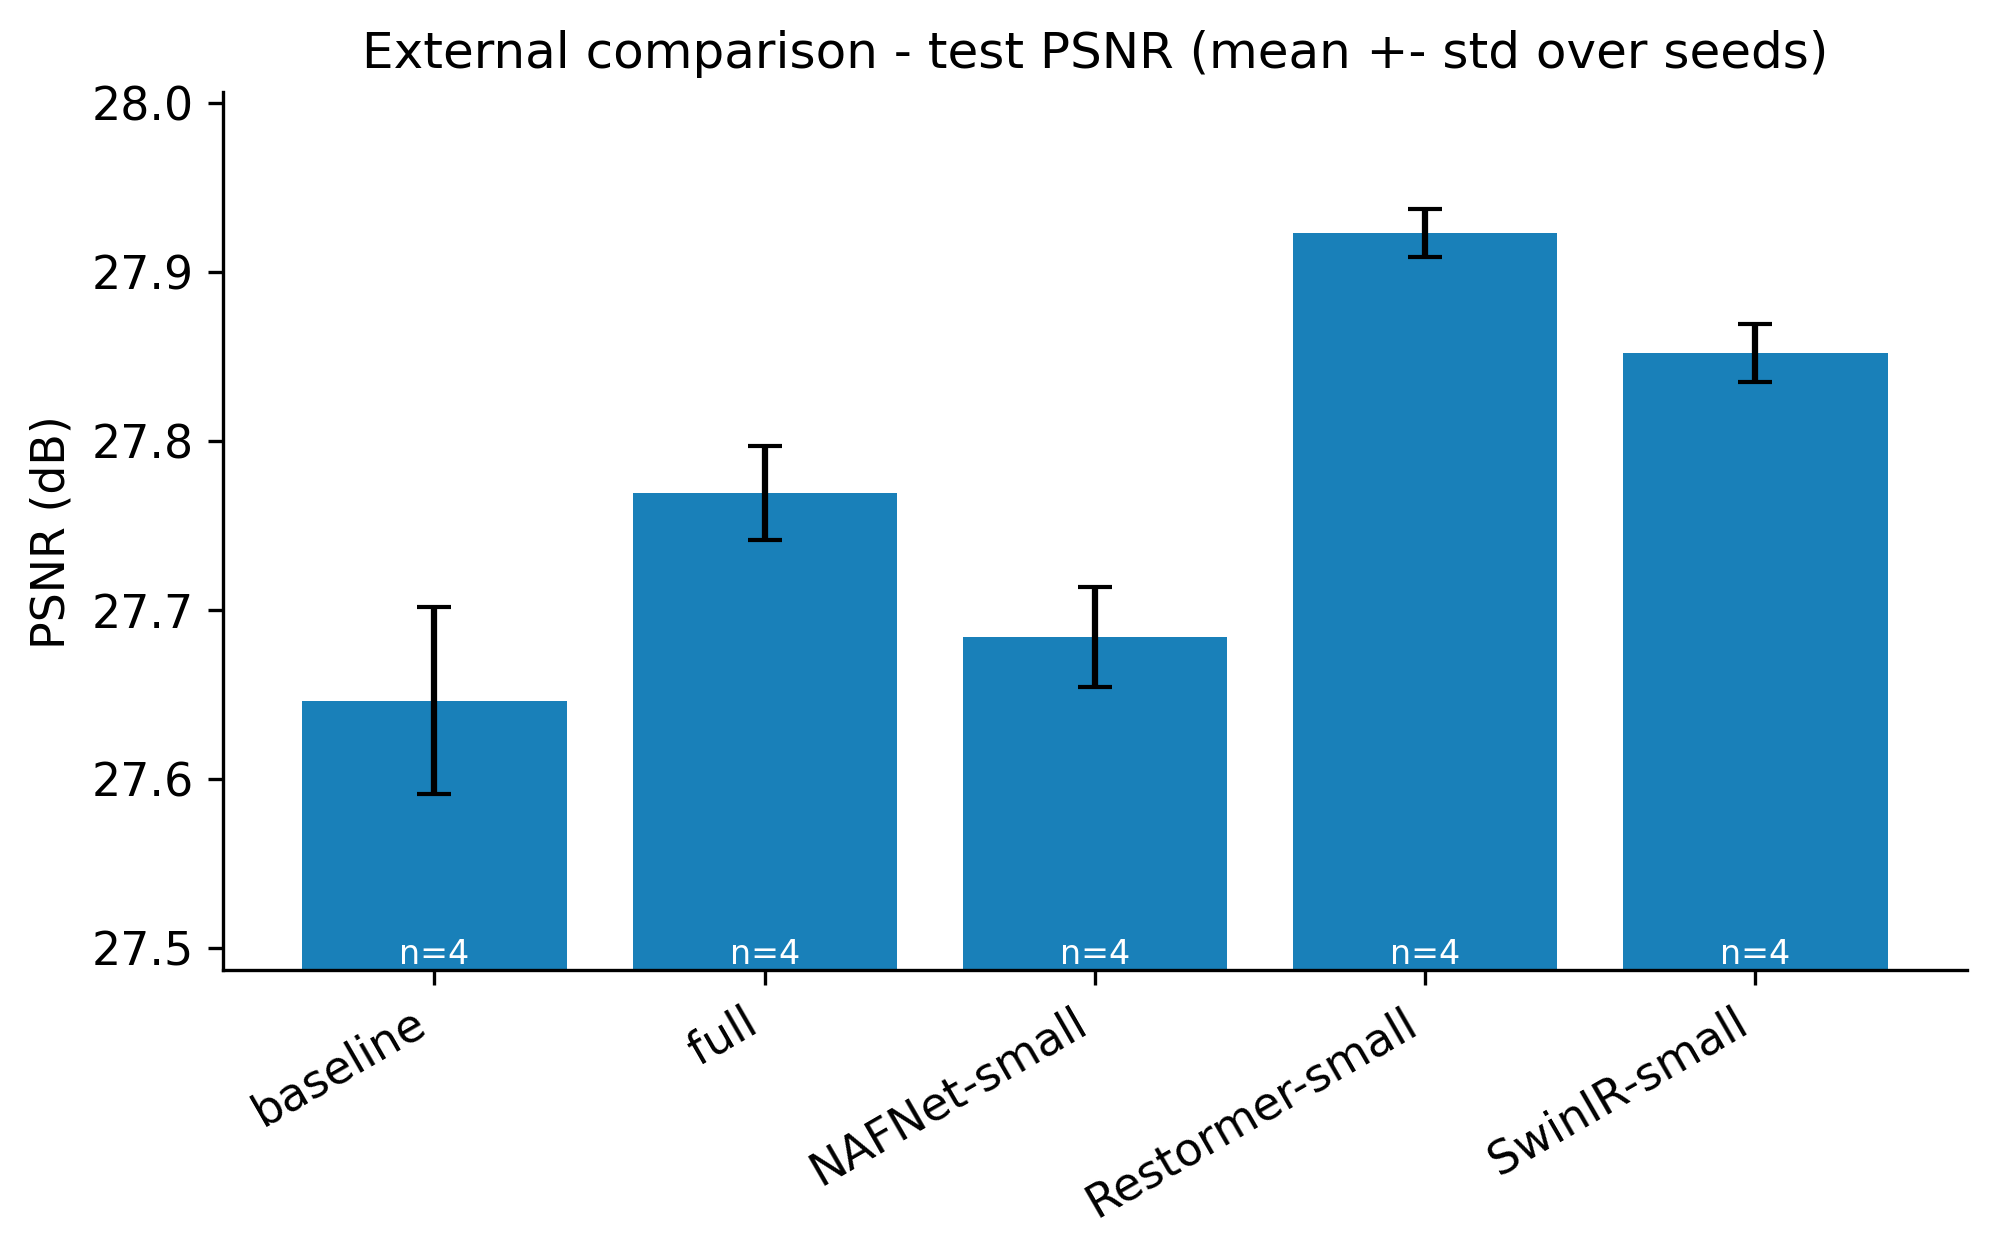 External comparison - test PSNR (mean +- std over seeds)
28.0
27.9
27.8
27.7
27.6
27.5
PSNR (dB)
n=4
n=4
n=4
n=4
n=4
baseline
full
NAFNet-small
Restormer-small
SwinIR-small